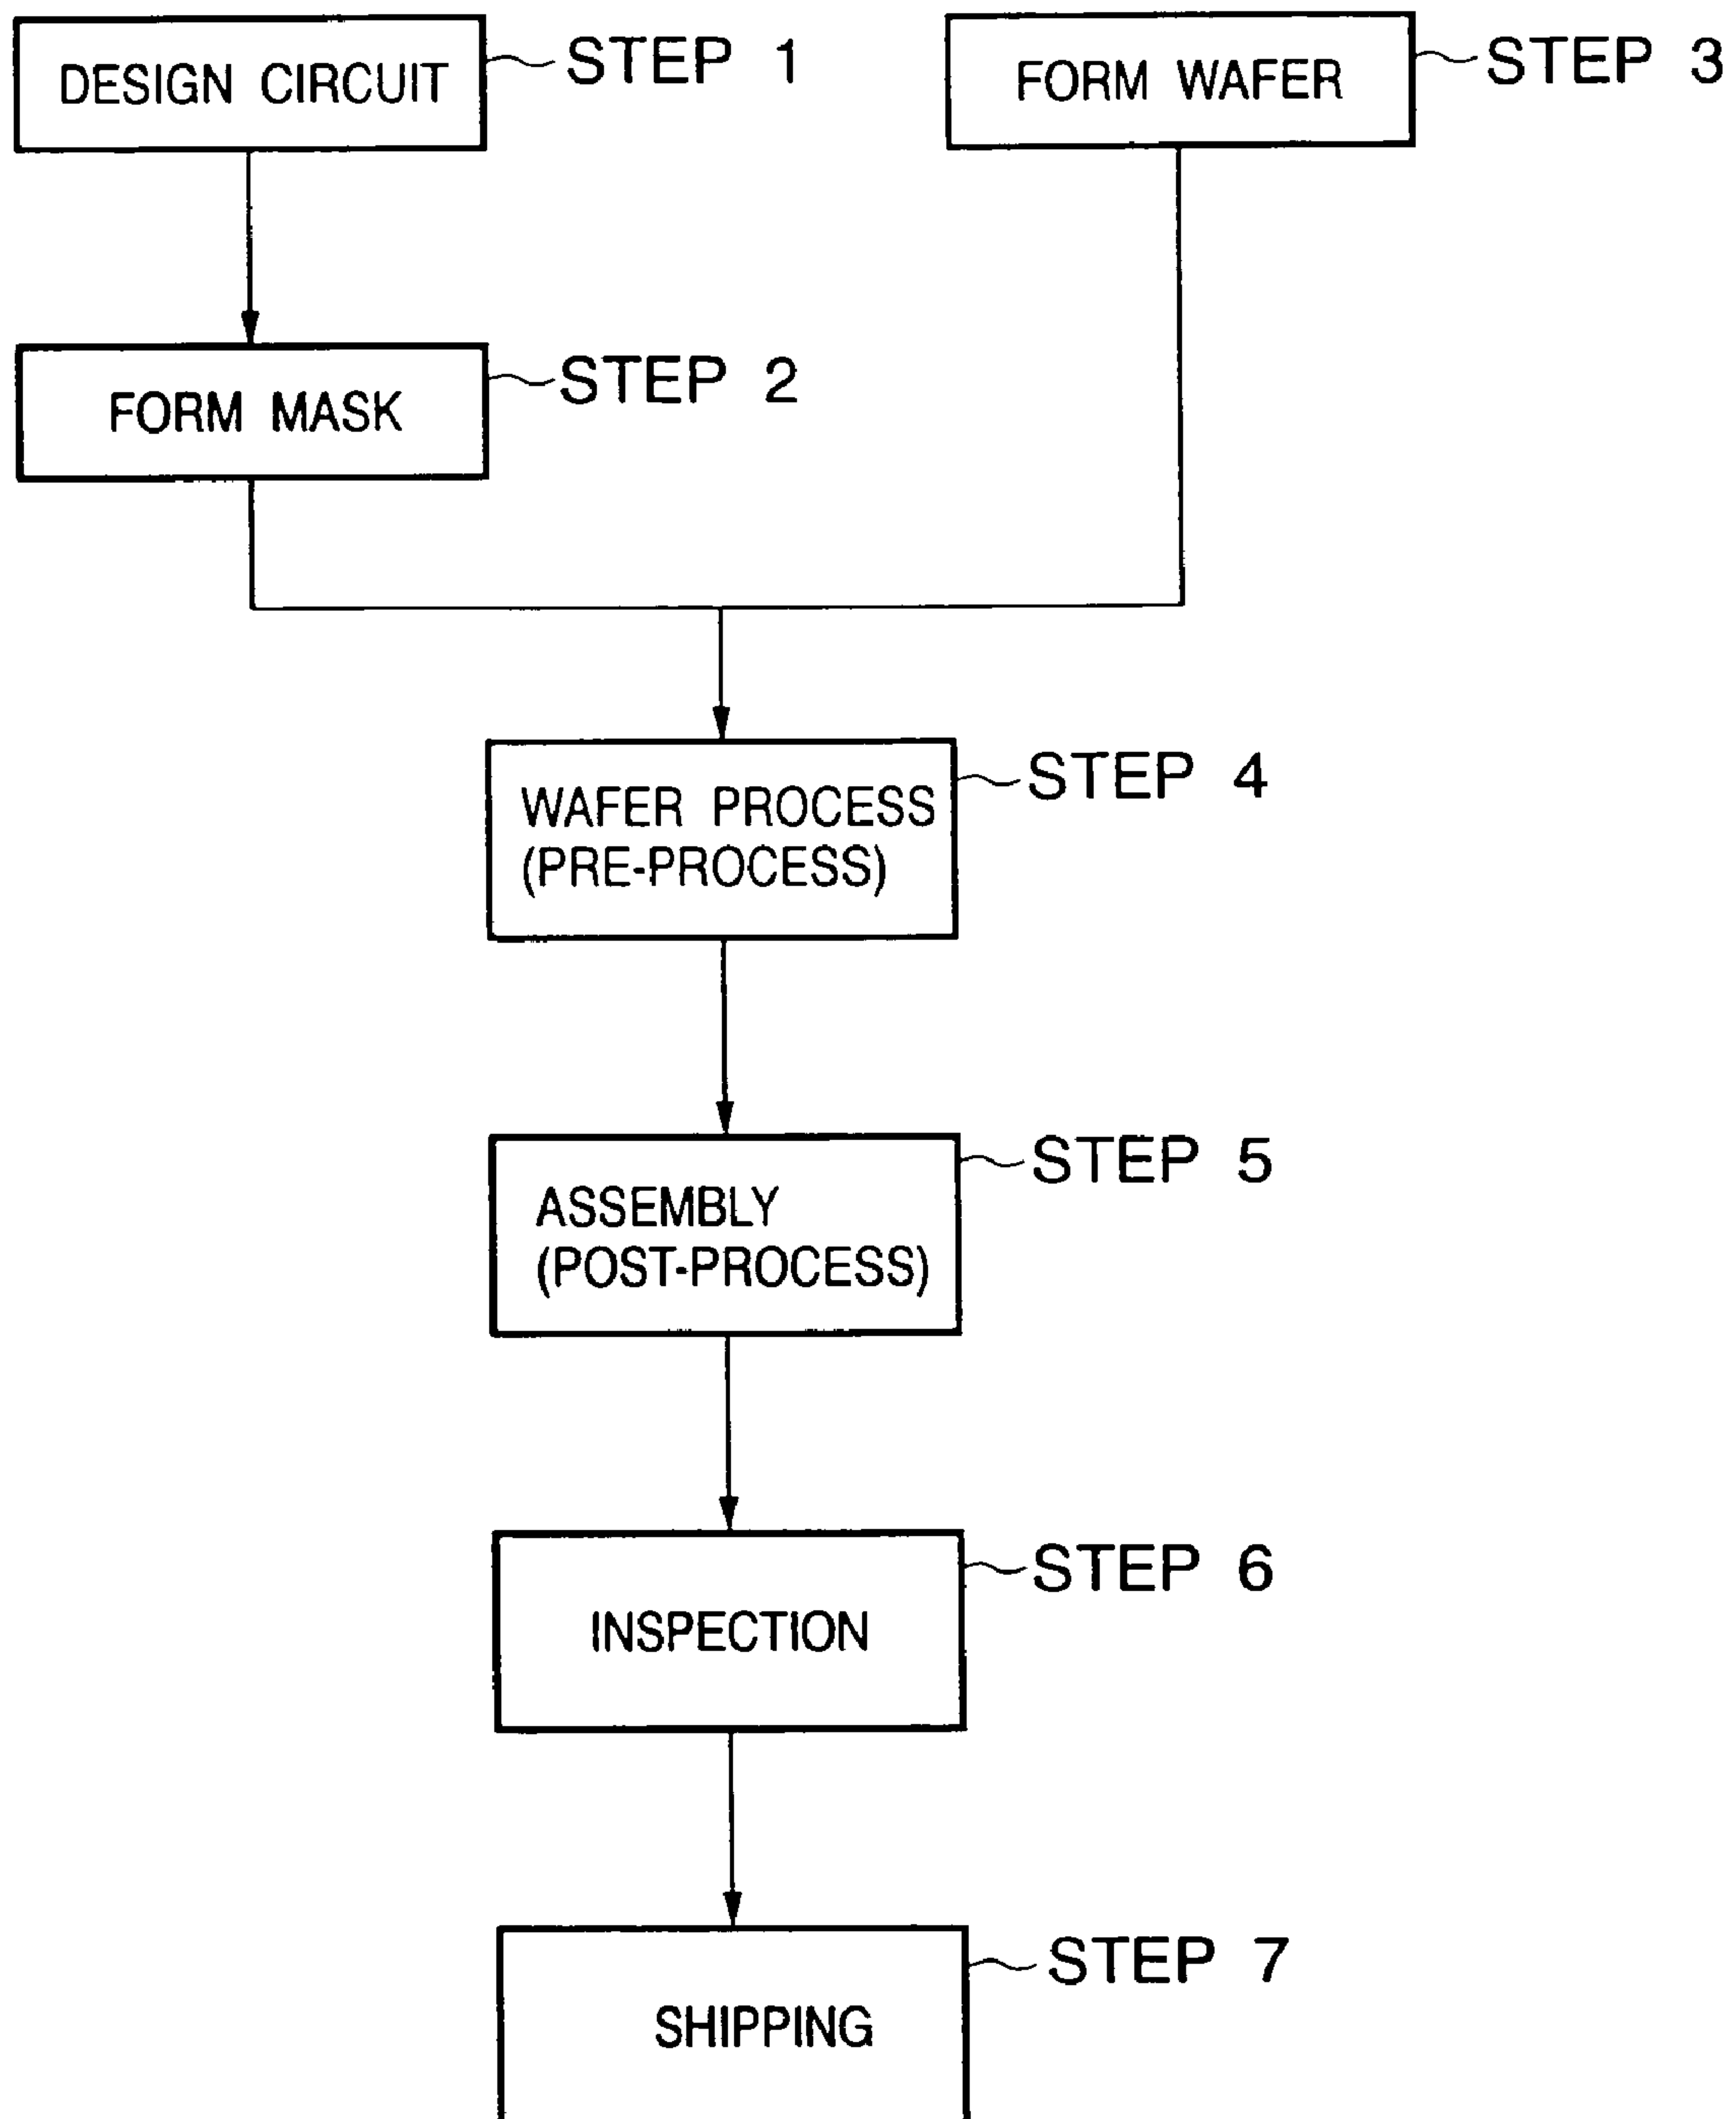 DESIGN CIRCUIT
STEP 1
FORM WAFER
STEP 3
FORM MASK
STEP 2
WAFER PROCESS
(PRE-PROCESS)
STEP 4
ASSEMBLY
(POST-PROCESS)
STEP 5
INSPECTION
STEP 6
SHIPPING
STEP 7